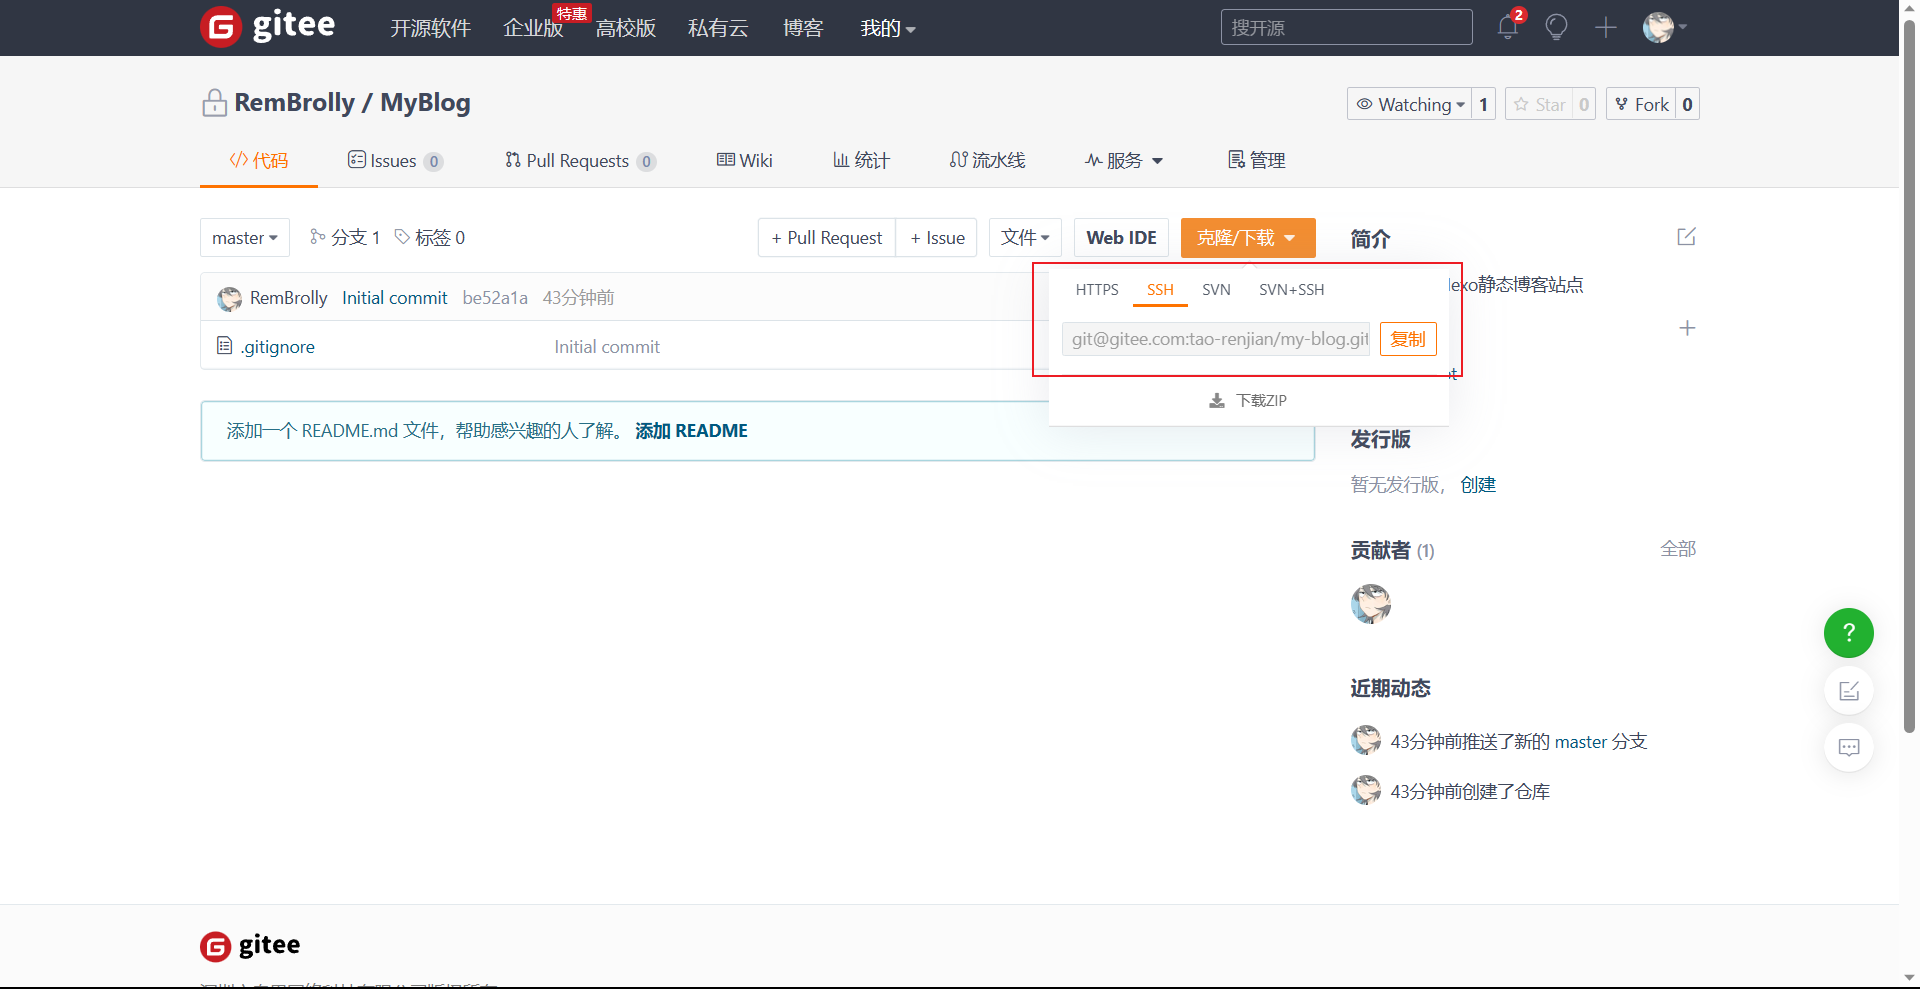 gitee 开源软件 企业版 特惠 高校版 私有云 博客 我的 搜开源 2
RemBrolly / MyBlog Watching 1 Star 0 Fork 0
代码 Issues 0 Pull Requests 0 Wiki 统计 流水线 服务 管理
master 分支 1 标签 0 + Pull Request + Issue 文件 Web IDE 克隆/下载 简介
RemBrolly Initial commit be52a1a 43分钟前 HTTPS SSH SVN SVN+SSH exo静态博客站点
.gitignore Initial commit git@gitee.com:tao-renjian/my-blog.git 复制
下载ZIP
添加一个 README.md 文件，帮助感兴趣的人了解。 添加 README
发行版
暂无发行版， 创建
贡献者 (1) 全部
?
近期动态
43分钟前推送了新的 master 分支
43分钟前创建了仓库
gitee